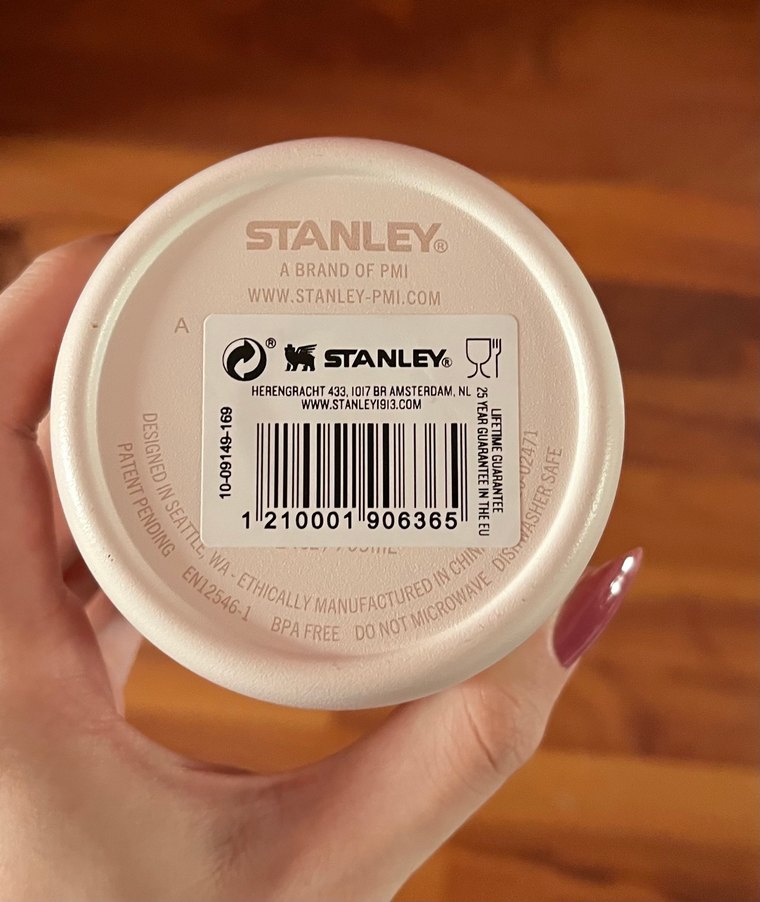 STANLEY®
A BRAND OF PMI
WWW.STANLEY-PMI.COM
A
® STANLEY®
HERENGRACHT 433, 1017 BR AMSTERDAM, NL
WWW.STANLEY1913.COM
10-09149-169
LIFETIME GUARANTEE
25 YEAR GUARANTEE IN THE EU
1 210001 906365
DESIGNED IN SEATTLE, WA - ETHICALLY MANUFACTURED IN CHINA
PATENT PENDING EN12546-1 BPA FREE DO NOT MICROWAVE DISHWASHER SAFE